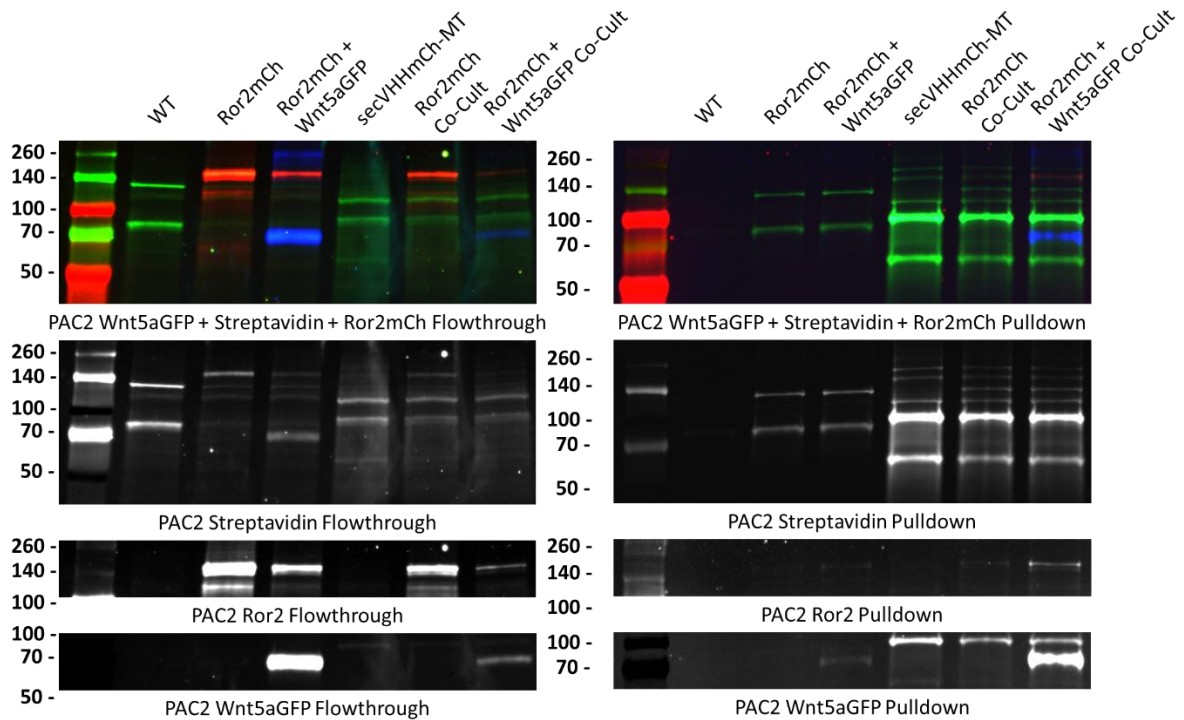 WT
Ror2mCh
Ror2mCh +
Wnt5aGFP
secVHHmCh-MT
Ror2mCh
Co-Cult
Ror2mCh +
Wnt5aGFP Co-Cult
260 -
140 -
100 -
70 -
50 -
PAC2 Wnt5aGFP + Streptavidin + Ror2mCh Flowthrough
260 -
140 -
100 -
70 -
50 -
PAC2 Streptavidin Flowthrough
260 -
140 -
100 -
PAC2 Ror2 Flowthrough
100 -
70 -
50 -
PAC2 Wnt5aGFP Flowthrough
WT
Ror2mCh
Ror2mCh +
Wnt5aGFP
secVHHmCh-MT
Ror2mCh
Co-Cult
Ror2mCh +
Wnt5aGFP Co-Cult
260 -
140 -
100 -
70 -
50 -
PAC2 Wnt5aGFP + Streptavidin + Ror2mCh Pulldown
260 -
140 -
100 -
70 -
50 -
PAC2 Streptavidin Pulldown
260 -
140 -
100 -
PAC2 Ror2 Pulldown
100 -
70 -
PAC2 Wnt5aGFP Pulldown